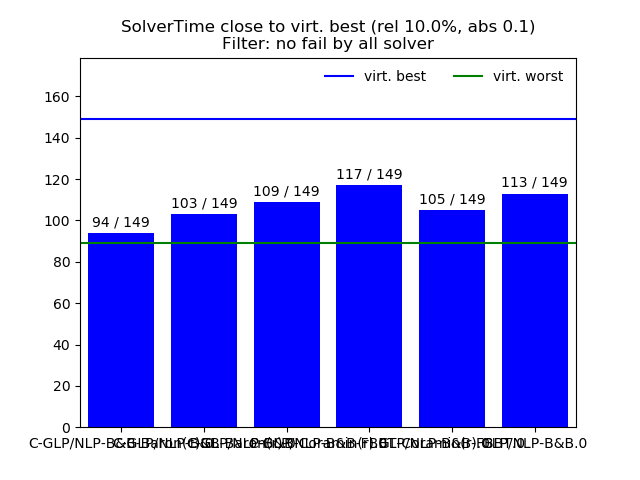 SolverTime close to virt. best (rel 10.0%, abs 0.1)
Filter: no fail by all solver
virt. best
virt. worst
160
140
120
100
80
60
40
20
0
94 / 149
103 / 149
109 / 149
117 / 149
105 / 149
113 / 149
C-GLP/NLP-B&B